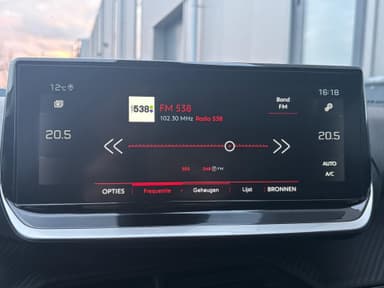 12°C
16:18
538
FM 538
102.30 MHz Radio 538
Band
FM
20.5
20.5
FM
AUTO
A/C
OPTIES
Frequentie
Geheugen
Lijst
BRONNEN